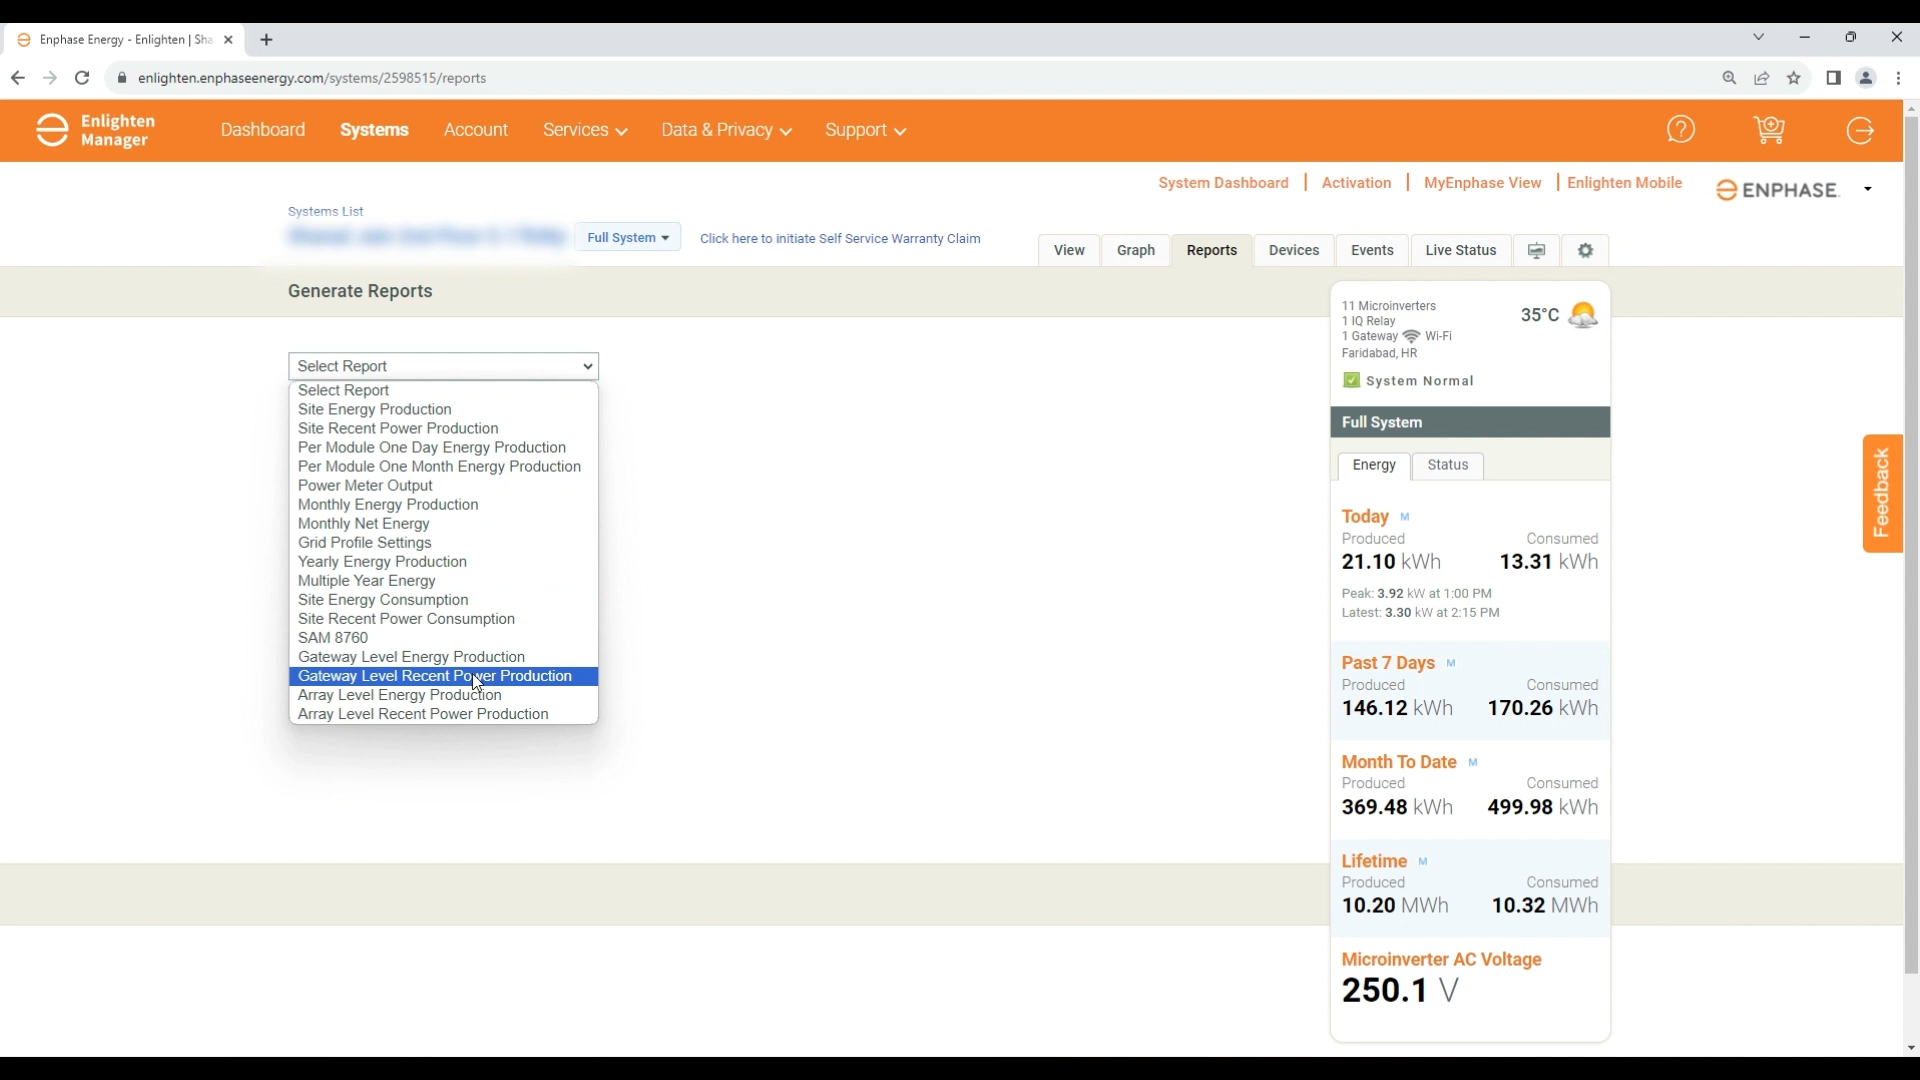 Enphase Energy - Enlighten | Sha
enlighten.enphaseenergy.com/systems/2598515/reports
Enlighten Manager
Dashboard Systems Account Services Data & Privacy Support
System Dashboard | Activation | MyEnphase View | Enlighten Mobile
ENPHASE.
Systems List
Full System
Click here to initiate Self Service Warranty Claim
View Graph Reports Devices Events Live Status
Generate Reports
Select Report
Select Report
Site Energy Production
Site Recent Power Production
Per Module One Day Energy Production
Per Module One Month Energy Production
Power Meter Output
Monthly Energy Production
Monthly Net Energy
Grid Profile Settings
Yearly Energy Production
Multiple Year Energy
Site Energy Consumption
Site Recent Power Consumption
SAM 8760
Gateway Level Energy Production
Gateway Level Recent Power Production
Array Level Energy Production
Array Level Recent Power Production
11 Microinverters
1 IQ Relay
1 Gateway Wi-Fi
Faridabad, HR
35°C
System Normal
Full System
Energy Status
Today M
Produced Consumed
21.10 kWh 13.31 kWh
Peak: 3.92 kW at 1:00 PM
Latest: 3.30 kW at 2:15 PM
Past 7 Days M
Produced Consumed
146.12 kWh 170.26 kWh
Month To Date M
Produced Consumed
369.48 kWh 499.98 kWh
Lifetime M
Produced Consumed
10.20 MWh 10.32 MWh
Microinverter AC Voltage
250.1 V
Feedback